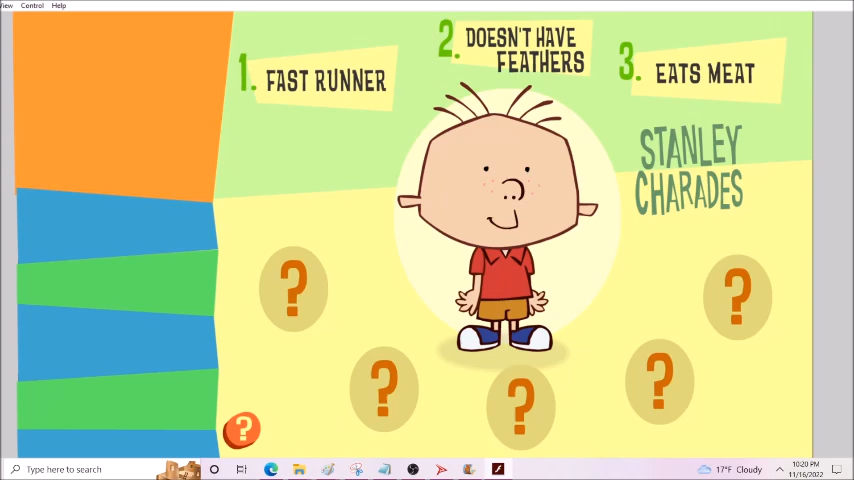 View Control Help
1. FAST RUNNER
2. DOESN'T HAVE
FEATHERS
3. EATS MEAT
STANLEY
CHARADES
?
?
?
?
?
?
Type here to search
17°F Cloudy
10:20 PM
11/16/2022